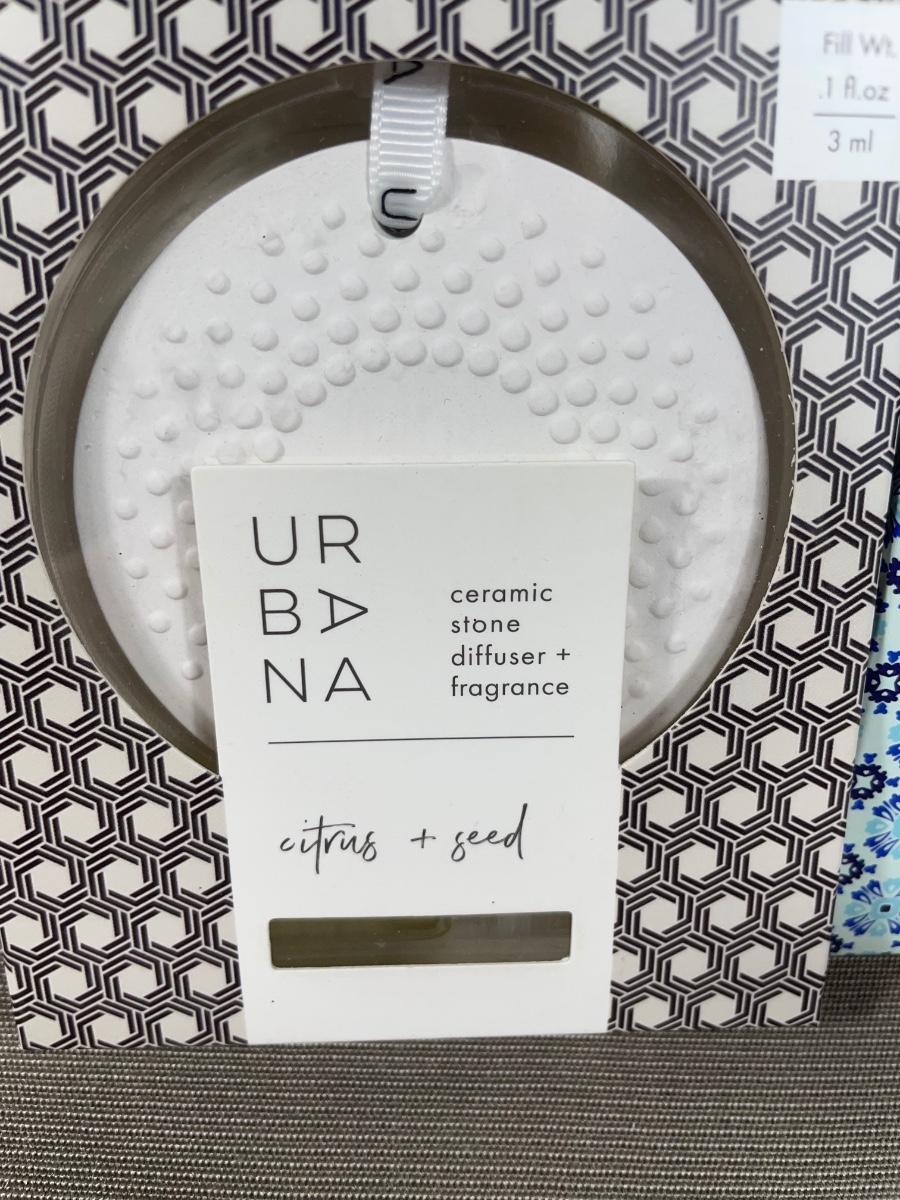 Fill Wt.
.1 fl.oz
3 ml
A
U
UR
BA
NA
ceramic
stone
diffuser +
fragrance
citrus + seed